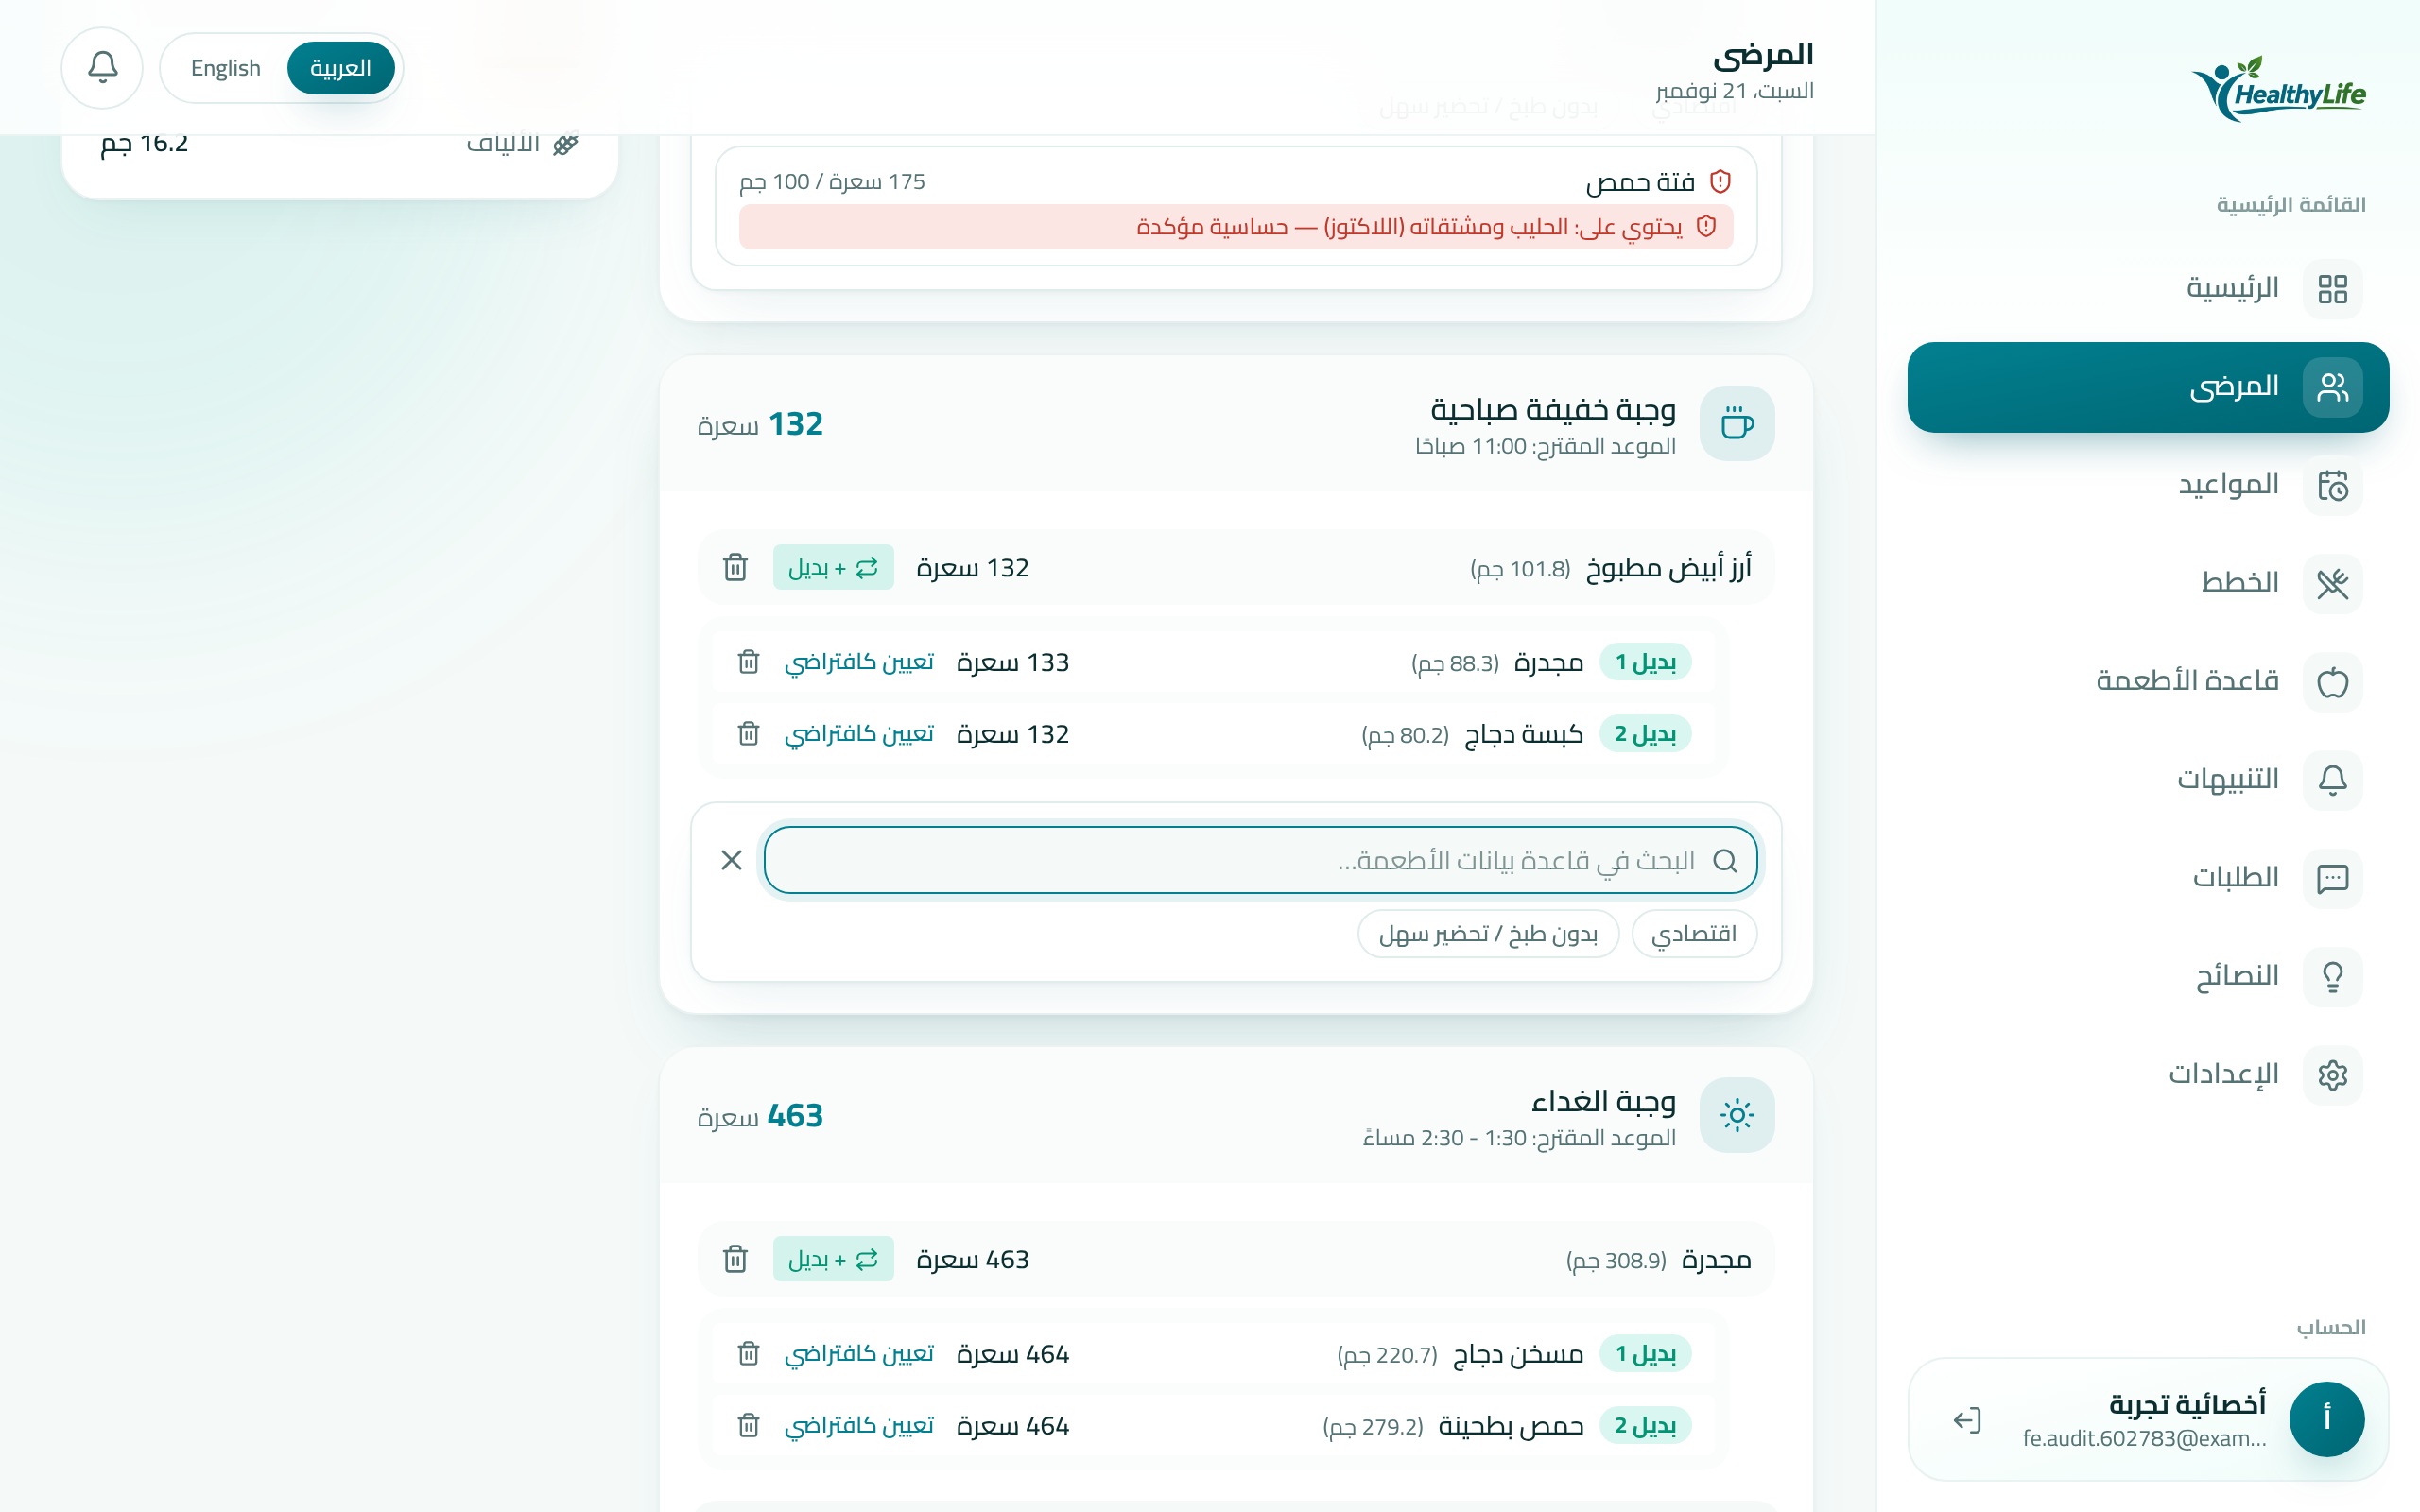 HealthyLife
القائمة الرئيسية
الرئيسية
المرضى
المواعيد
الخطط
قاعدة الأطعمة
التنبيهات
الطلبات
النصائح
الإعدادات
الحساب
أ
أخصائية تجربة
fe.audit.602783@exam...
المرضى
السبت، 21 نوفمبر
العربية
English
اقتصادي
بدون طبخ / تحضير سهل
فتة حمص
175 سعرة / 100 جم
يحتوي على: الحليب ومشتقاته (اللاكتوز) — حساسية مؤكدة
وجبة خفيفة صباحية
الموعد المقترح: 11:00 صباحًا
132 سعرة
أرز أبيض مطبوخ (101.8 جم) 132 سعرة + بديل
بديل 1 مجدرة (88.3 جم) 133 سعرة تعيين كافتراضي
بديل 2 كبسة دجاج (80.2 جم) 132 سعرة تعيين كافتراضي
البحث في قاعدة بيانات الأطعمة...
اقتصادي
بدون طبخ / تحضير سهل
وجبة الغداء
الموعد المقترح: 1:30 - 2:30 مساءً
463 سعرة
مجدرة (308.9 جم) 463 سعرة + بديل
بديل 1 مسخن دجاج (220.7 جم) 464 سعرة تعيين كافتراضي
بديل 2 حمص بطحينة (279.2 جم) 464 سعرة تعيين كافتراضي
الألياف
16.2 جم